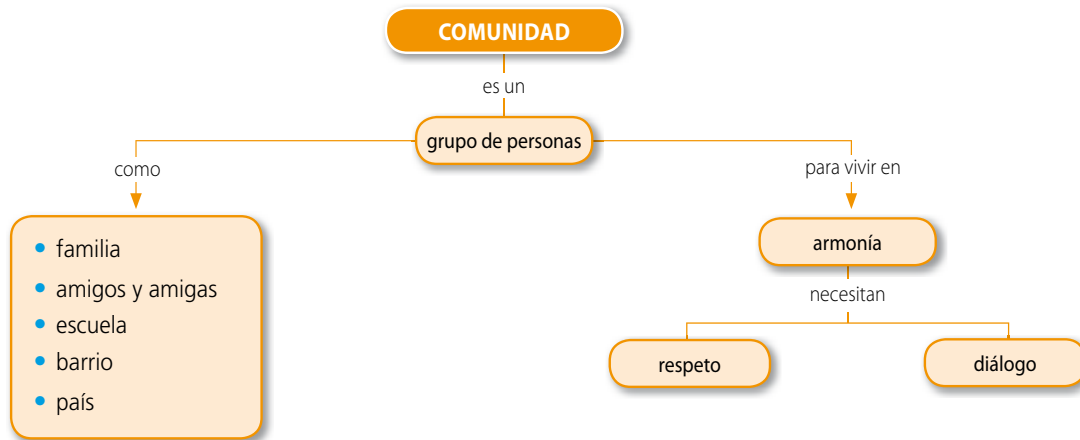 COMUNIDAD
es un
grupo de personas
como
para vivir en
familia
amigos y amigas
escuela
barrio
país
armonía
necesitan
respeto
diálogo